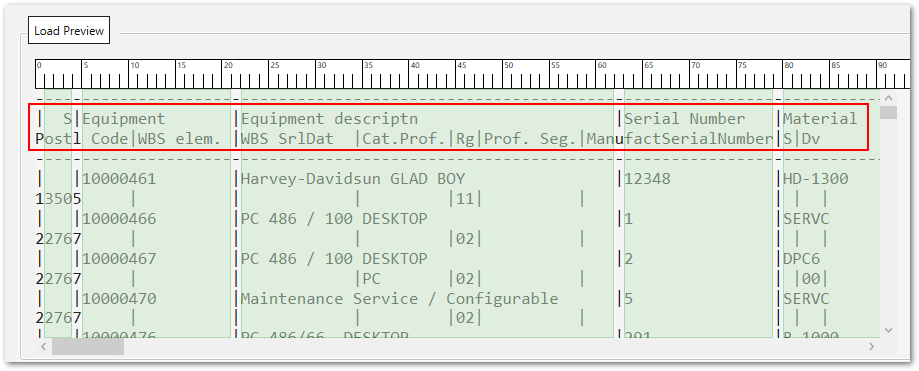 Load Preview
0 5 10 15 20 25 30 35 40 45 50 55 60 65 70 75 80 85 90
| S|Equipment |Equipment descriptn |Serial Number |Material
Postl Code|WBS elem. |WBS SrlDat |Cat.Prof.|Rg|Prof. Seg.|ManufactSerialNumber|S|Dv
| |10000461 |Harvey-Davidsun GLAD BOY |12348 |HD-1300
13505 | | |11| | | | |
| |10000466 |PC 486 / 100 DESKTOP |1 |SERVC
22767 | | |02| | | | |
| |10000467 |PC 486 / 100 DESKTOP |2 |DPC6
22767 | |PC |02| | | |00|
| |10000470 |Maintenance Service / Configurable |5 |SERVC
22767 | | |02| | | | |
| |10000476 |PC 486/66 DESKTOP |291 |R-1000